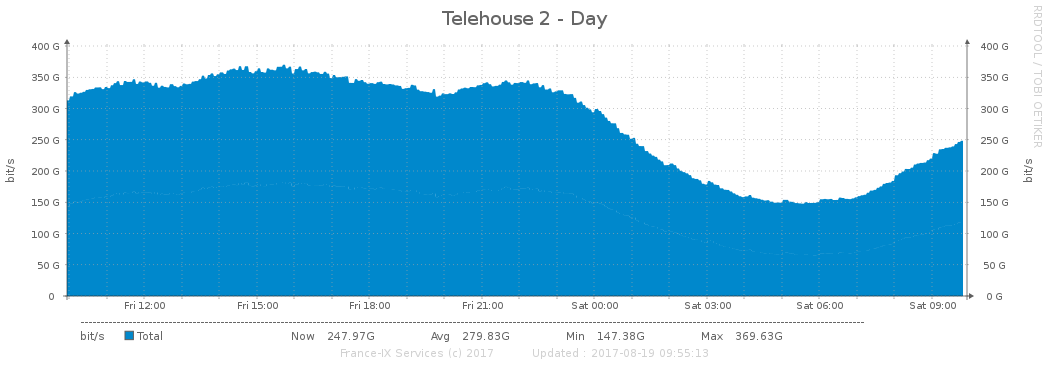 Telehouse 2 - Day
RRDTOOL / TOBI OETIKER
400 G 400 G
350 G 350 G
300 G 300 G
250 G 250 G
200 G 200 G
150 G 150 G
100 G 100 G
50 G 50 G
0 0 G
bit/s bit/s
Fri 12:00 Fri 15:00 Fri 18:00 Fri 21:00 Sat 00:00 Sat 03:00 Sat 06:00 Sat 09:00
bit/s Total Now 247.97G Avg 279.83G Min 147.38G Max 369.63G
France-IX Services (c) 2017 Updated : 2017-08-19 09:55:13